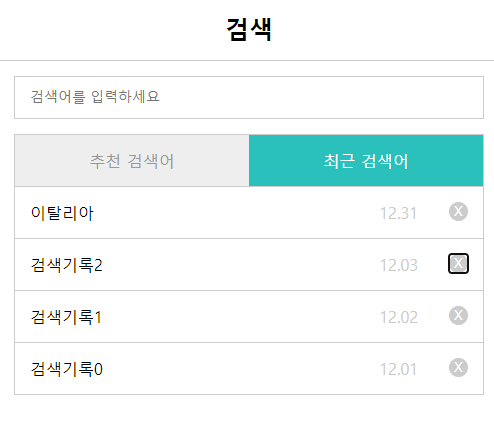 검색
검색어를 입력하세요
추천 검색어 최근 검색어
이탈리아 12.31 X
검색기록2 12.03 X
검색기록1 12.02 X
검색기록0 12.01 X